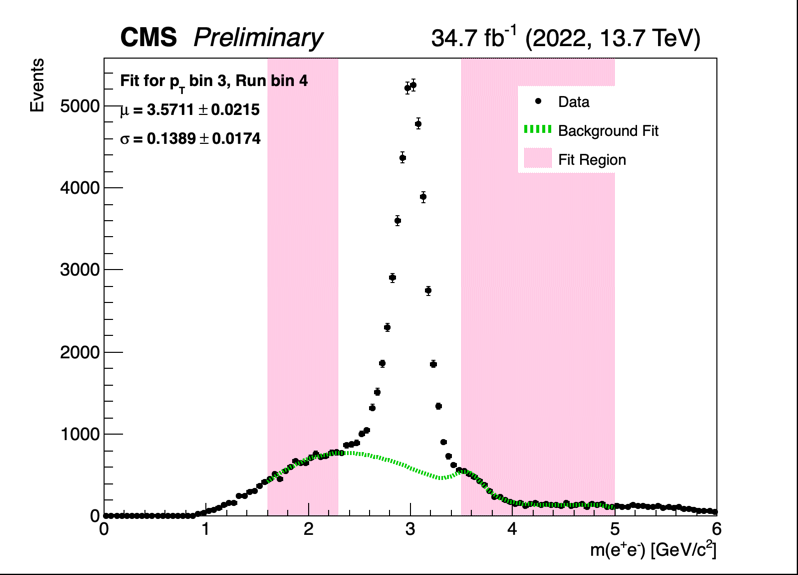 CMS Preliminary 34.7 fb⁻¹ (2022, 13.7 TeV)
Events
Fit for p_T bin 3, Run bin 4
μ = 3.5711 ± 0.0215
σ = 0.1389 ± 0.0174
Data
Background Fit
Fit Region
5000
4000
3000
2000
1000
0
0 1 2 3 4 5 6
m(e⁺e⁻) [GeV/c²]